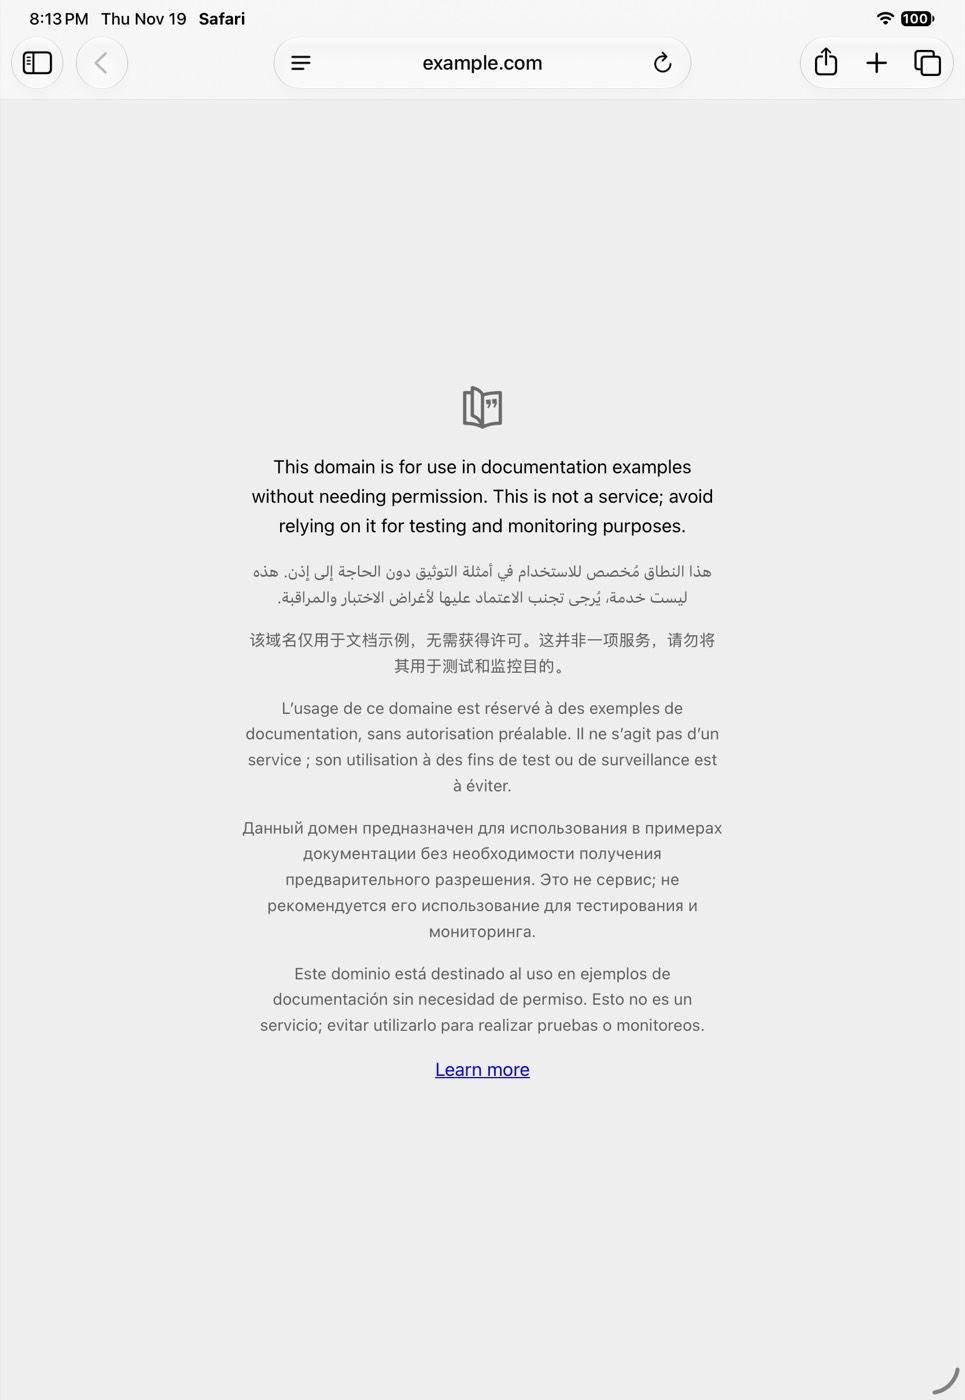 8:13 PM Thu Nov 19 Safari
100
example.com
This domain is for use in documentation examples
without needing permission. This is not a service; avoid
relying on it for testing and monitoring purposes.
هذا النطاق مُخصص للاستخدام في أمثلة التوثيق دون الحاجة إلى إذن. هذه
ليست خدمة، يُرجى تجنب الاعتماد عليها لأغراض الاختبار والمراقبة.
该域名仅用于文档示例，无需获得许可。这并非一项服务，请勿将
其用于测试和监控目的。
L’usage de ce domaine est réservé à des exemples de
documentation, sans autorisation préalable. Il ne s’agit pas d’un
service ; son utilisation à des fins de test ou de surveillance est
à éviter.
Данный домен предназначен для использования в примерах
документации без необходимости получения
предварительного разрешения. Это не сервис; не
рекомендуется его использование для тестирования и
мониторинга.
Este dominio está destinado al uso en ejemplos de
documentación sin necesidad de permiso. Esto no es un
servicio; evitar utilizarlo para realizar pruebas o monitoreos.
Learn more